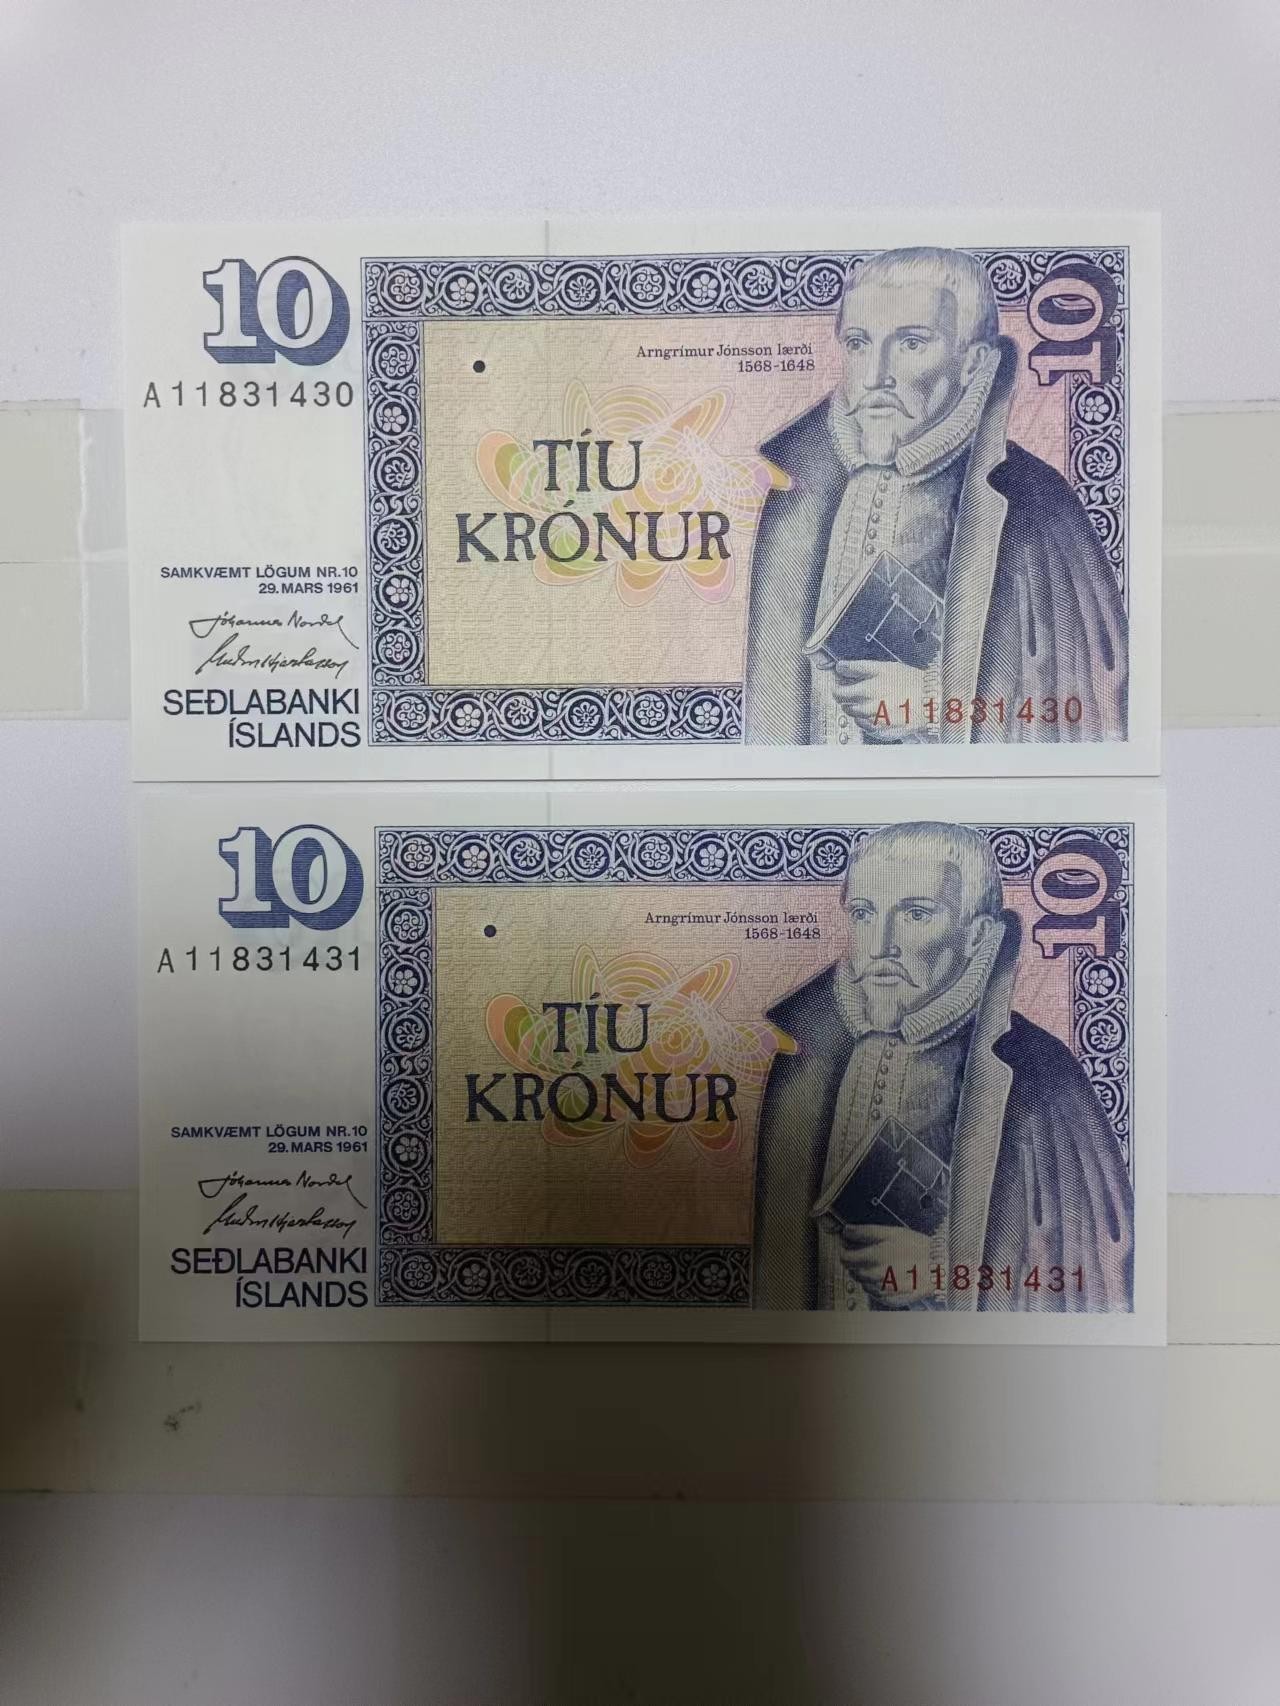 10
A11831430
Arngrímur Jónsson lærði
1568-1648
10
TÍU
KRÓNUR
SAMKVÆMT LÖGUM NR.10
29. MARS 1961
SEÐLABANKI
ÍSLANDS
A11831430
10
A11831431
Arngrímur Jónsson lærði
1568-1648
10
TÍU
KRÓNUR
SAMKVÆMT LÖGUM NR.10
29. MARS 1961
SEÐLABANKI
ÍSLANDS
A11831431